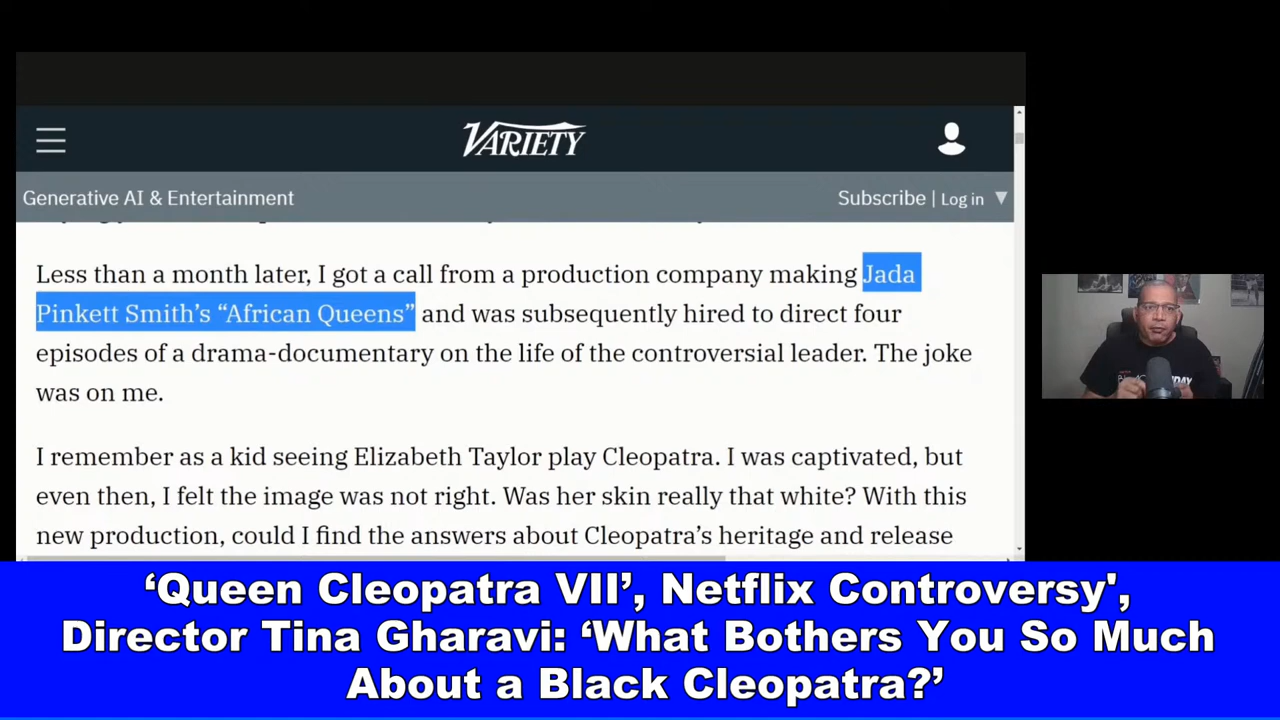 VARIETY
Generative AI & Entertainment
Subscribe | Log in ▼
Less than a month later, I got a call from a production company making Jada
Pinkett Smith’s “African Queens” and was subsequently hired to direct four
episodes of a drama-documentary on the life of the controversial leader. The joke
was on me.
I remember as a kid seeing Elizabeth Taylor play Cleopatra. I was captivated, but
even then, I felt the image was not right. Was her skin really that white? With this
new production, could I find the answers about Cleopatra’s heritage and release
‘Queen Cleopatra VII’, Netflix Controversy',
Director Tina Gharavi: ‘What Bothers You So Much
About a Black Cleopatra?’